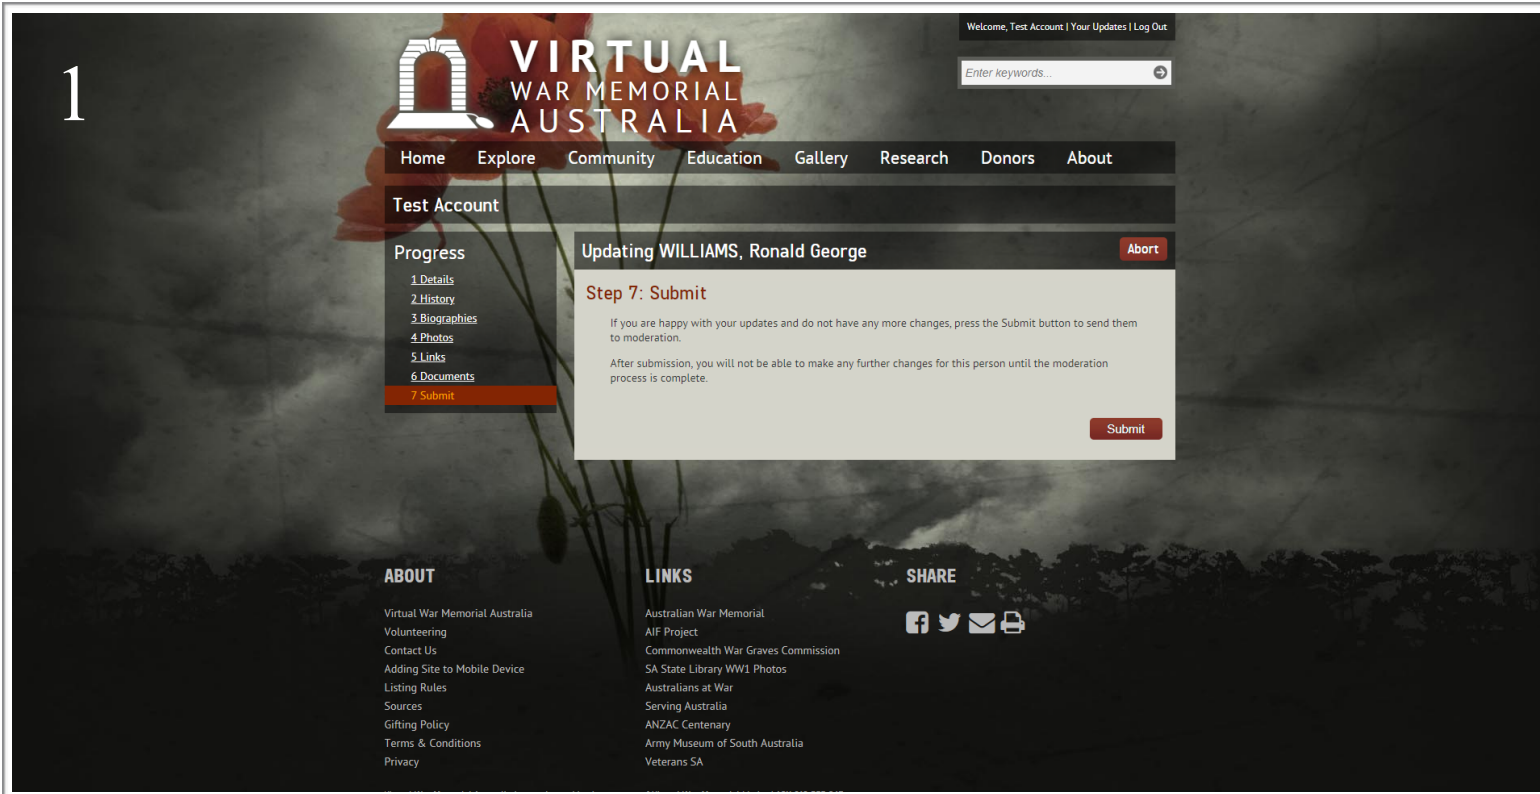 1
VIRTUAL
WAR MEMORIAL
AUSTRALIA
Welcome, Test Account | Your Updates | Log Out
Enter keywords...
Home Explore Community Education Gallery Research Donors About
Test Account
Progress
1 Details
2 History
3 Biographies
4 Photos
5 Links
6 Documents
7 Submit
Updating WILLIAMS, Ronald George
Abort
Step 7: Submit
If you are happy with your updates and do not have any more changes, press the Submit button to send them
to moderation.
After submission, you will not be able to make any further changes for this person until the moderation
process is complete.
Submit
ABOUT
Virtual War Memorial Australia
Volunteering
Contact Us
Adding Site to Mobile Device
Listing Rules
Sources
Gifting Policy
Terms & Conditions
Privacy
LINKS
Australian War Memorial
AIF Project
Commonwealth War Graves Commission
SA State Library WW1 Photos
Australians at War
Serving Australia
ANZAC Centenary
Army Museum of South Australia
Veterans SA
SHARE